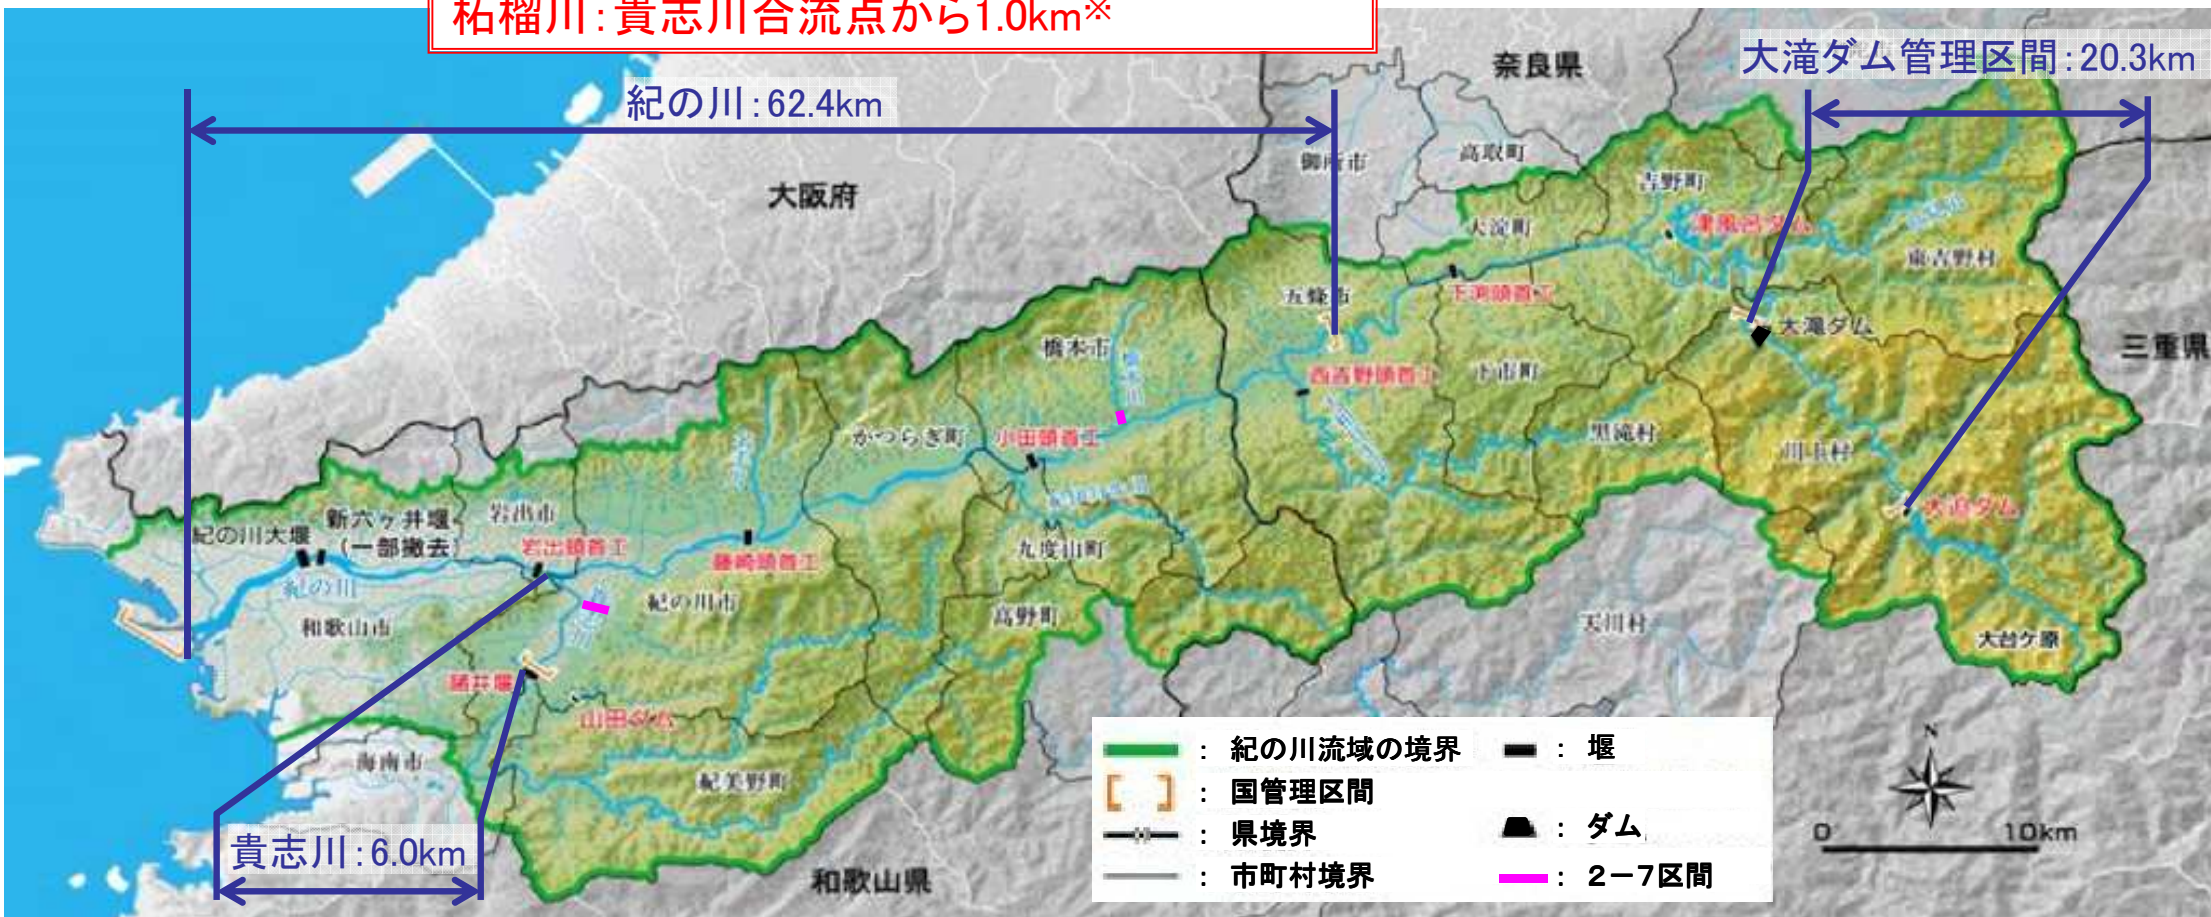 柘榴川：貴志川合流点から1.0km※
奈良県
大滝ダム管理区間：20.3km
紀の川：62.4km
御所市
高取町
大阪府
吉野町
大淀町
津風呂ダム
東吉野村
五條市
下渕頭首工
大滝ダム
橋本市
三重県
西吉野頭首工
下市町
かつらぎ町
小田頭首工
黒滝村
川上村
紀の川大堰
新六ヶ井堰
（一部撤去）
岩出市
岩出頭首工
藤崎頭首工
九度山町
大迫ダム
紀の川
紀の川市
和歌山市
高野町
天川村
大台ケ原
諸井堰
山田ダム
海南市
紀美野町
貴志川：6.0km
和歌山県
：紀の川流域の境界
：堰
：国管理区間
：県境界
：ダム
：市町村境界
：２－７区間
N
0 10km